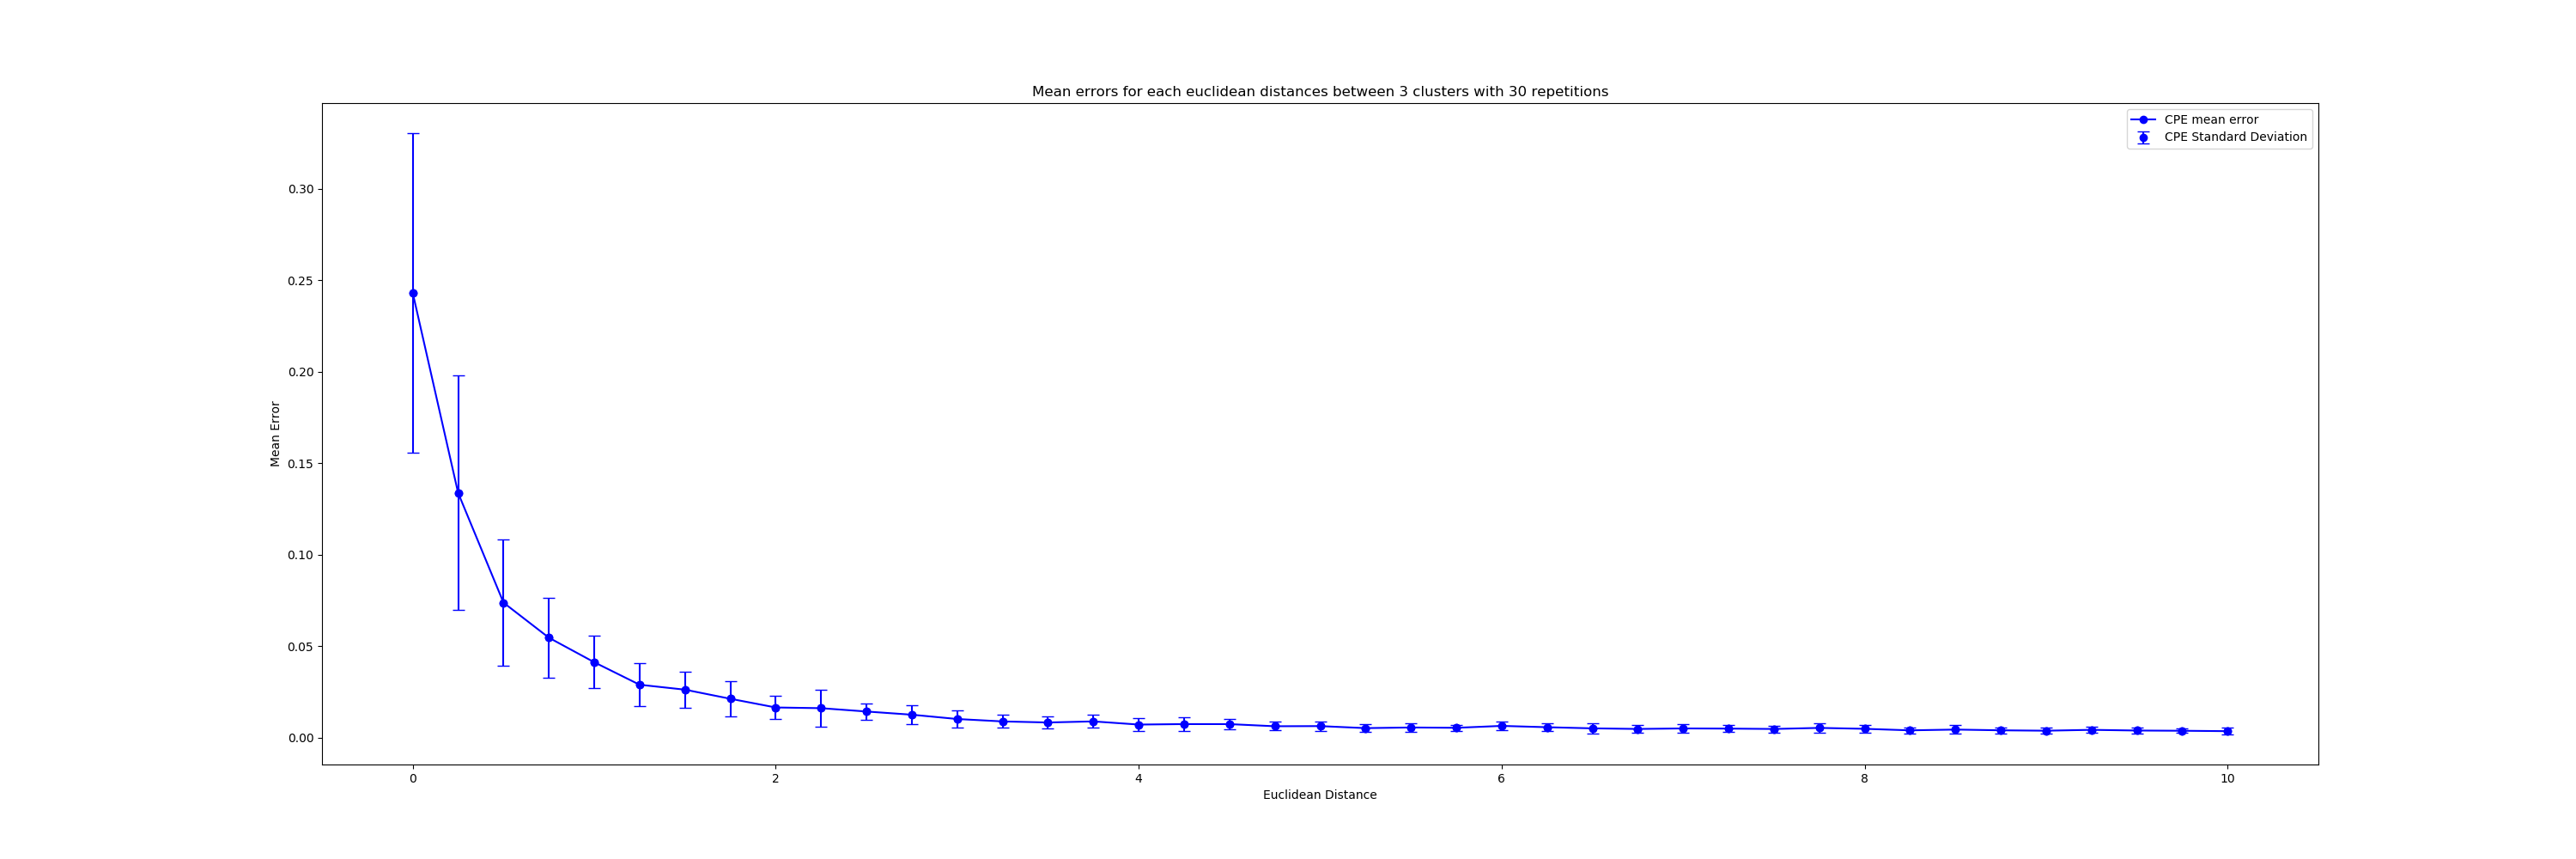 Mean errors for each euclidean distances between 3 clusters with 30 repetitions
CPE mean error
CPE Standard Deviation
0.30
0.25
0.20
0.15
0.10
0.05
0.00
Mean Error
0 2 4 6 8 10
Euclidean Distance